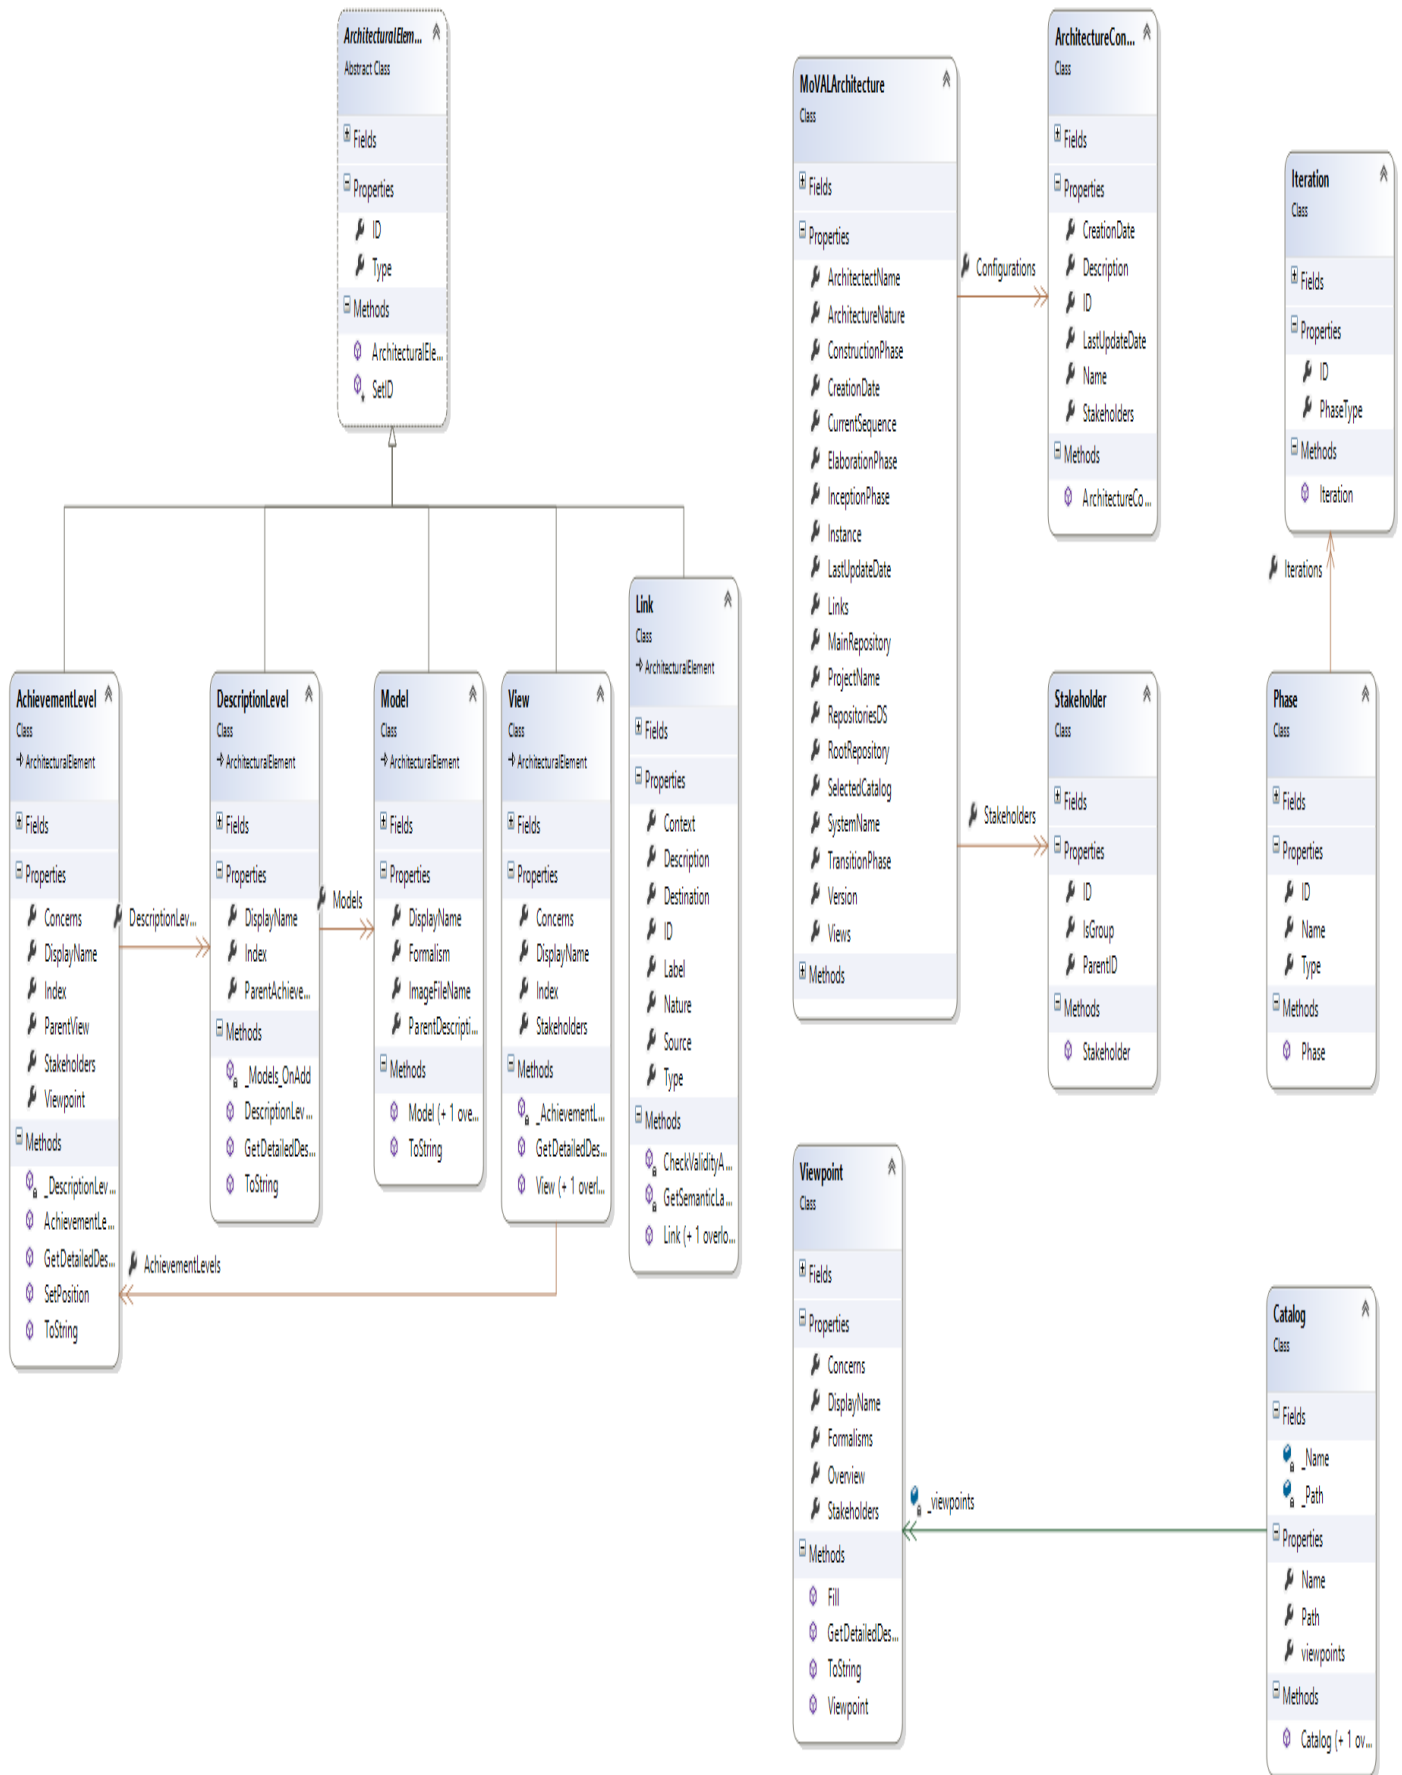 ArchitecturalElem...
Abstract Class
Fields
Properties
ID
Type
Methods
ArchitecturalEle...
SetID
MoVALArchitecture
Class
Fields
Properties
ArchitectectName
ArchitectureNature
ConstructionPhase
CreationDate
CurrentSequence
ElaborationPhase
InceptionPhase
Instance
LastUpdateDate
Links
MainRepository
ProjectName
RepositoriesDS
RootRepository
SelectedCatalog
SystemName
TransitionPhase
Version
Views
Methods
Configurations
Stakeholders
ArchitectureCon...
Class
Fields
Properties
CreationDate
Description
ID
LastUpdateDate
Name
Stakeholders
Methods
ArchitectureCo...
Iteration
Class
Fields
Properties
ID
PhaseType
Methods
Iteration
Iterations
AchievementLevel
Class
ArchitecturalElement
Fields
Properties
Concerns
DisplayName
Index
ParentView
Stakeholders
Viewpoint
Methods
_DescriptionLev...
AchievementLe...
GetDetailedDes...
SetPosition
ToString
DescriptionLev...
DescriptionLevel
Class
ArchitecturalElement
Fields
Properties
DisplayName
Index
ParentAchieve...
Methods
_Models_OnAdd
DescriptionLev...
GetDetailedDes...
ToString
Models
Model
Class
ArchitecturalElement
Fields
Properties
DisplayName
Formalism
ImageFileName
ParentDescripti...
Methods
Model (+ 1 ove...
ToString
View
Class
ArchitecturalElement
Fields
Properties
Concerns
DisplayName
Index
Stakeholders
Methods
_AchievementL...
GetDetailedDes...
View (+ 1 overl...
AchievementLevels
Link
Class
ArchitecturalElement
Fields
Properties
Context
Description
Destination
ID
Label
Nature
Source
Type
Methods
CheckValidityA...
GetSemanticLa...
Link (+ 1 overlo...
Stakeholder
Class
Fields
Properties
ID
IsGroup
ParentID
Methods
Stakeholder
Phase
Class
Fields
Properties
ID
Name
Type
Methods
Phase
Viewpoint
Class
Fields
Properties
Concerns
DisplayName
Formalisms
Overview
Stakeholders
Methods
Fill
GetDetailedDes...
ToString
Viewpoint
_viewpoints
Catalog
Class
Fields
_Name
_Path
Properties
Name
Path
viewpoints
Methods
Catalog (+ 1 ov...